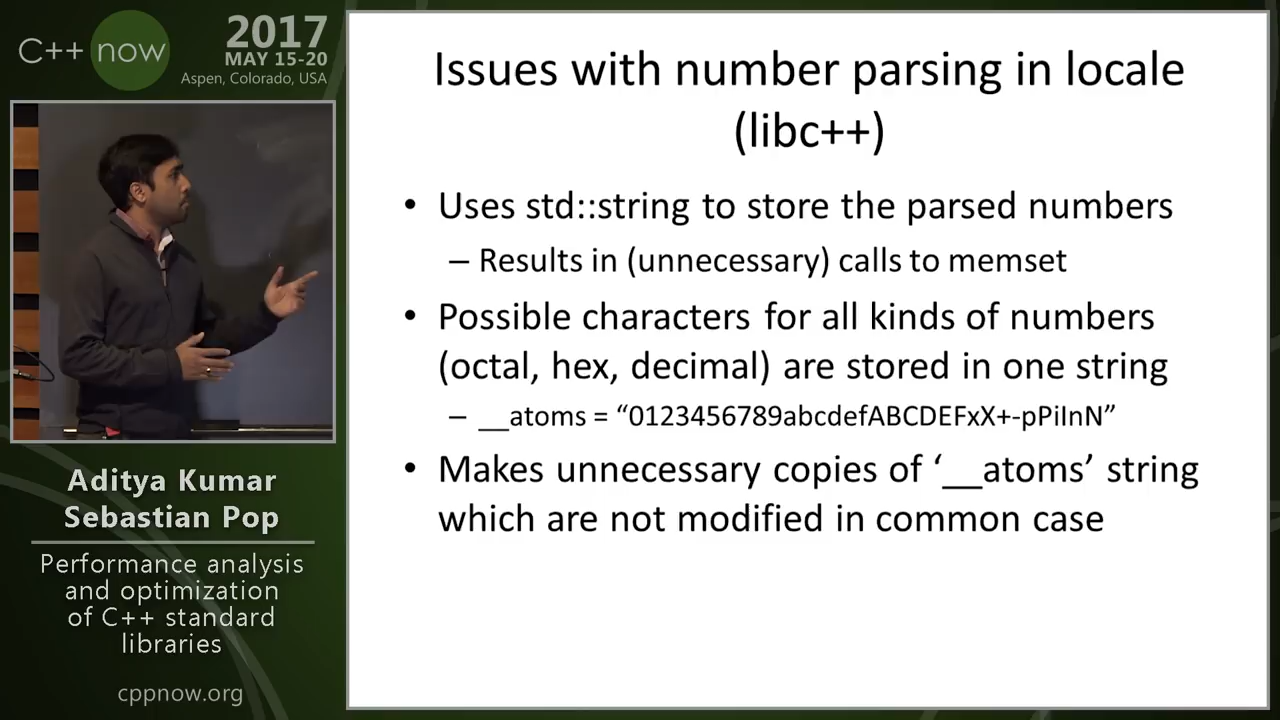 C++ now
2017
MAY 15-20
Aspen, Colorado, USA
Aditya Kumar
Sebastian Pop
Performance analysis
and optimization
of C++ standard
libraries
cppnow.org
Issues with number parsing in locale
(libc++)
• Uses std::string to store the parsed numbers
– Results in (unnecessary) calls to memset
• Possible characters for all kinds of numbers
(octal, hex, decimal) are stored in one string
– __atoms = “0123456789abcdefABCDEFxX+-pPiInN”
• Makes unnecessary copies of ‘__atoms’ string
which are not modified in common case